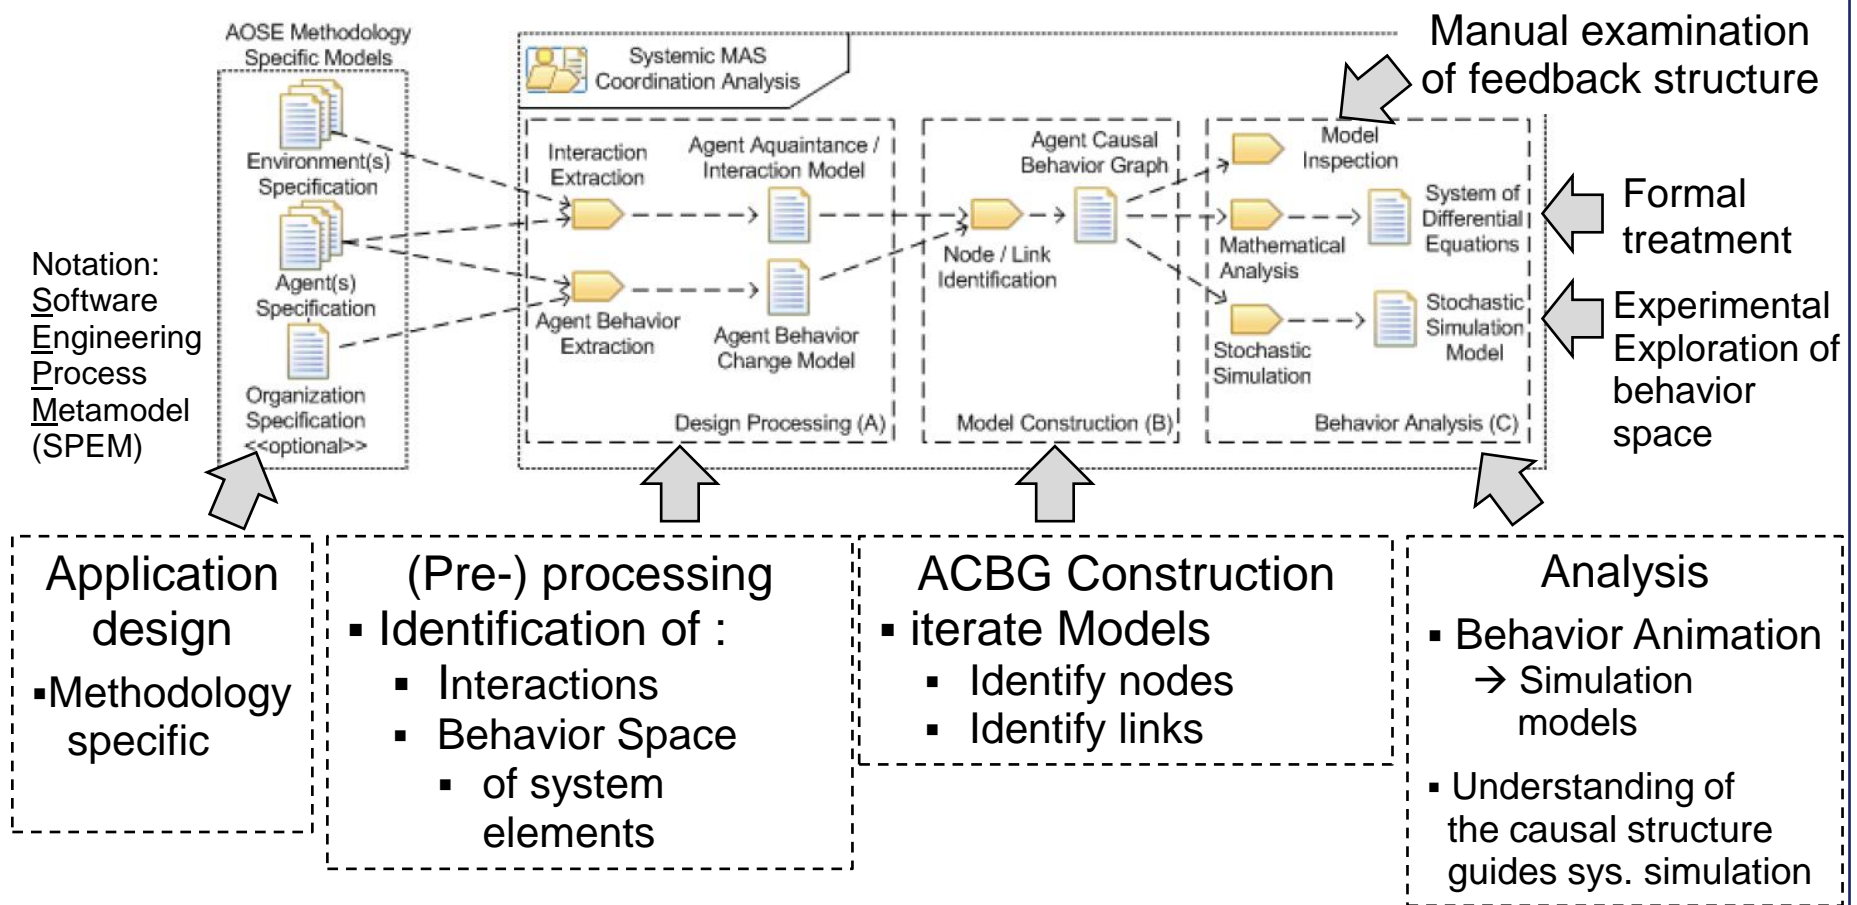 AOSE Methodology
Specific Models
Environment(s)
Specification
Agent(s)
Specification
Organization
Specification
<<optional>>
Notation:
Software
Engineering
Process
Metamodel
(SPEM)
Systemic MAS
Coordination Analysis
Interaction
Extraction
Agent Aquaintance /
Interaction Model
Agent Behavior
Extraction
Agent Behavior
Change Model
Design Processing (A)
Agent Causal
Behavior Graph
Node / Link
Identification
Model Construction (B)
Model
Inspection
Mathematical
Analysis
System of
Differential
Equations
Stochastic
Simulation
Stochastic
Simulation
Model
Behavior Analysis (C)
Manual examination
of feedback structure
Formal
treatment
Experimental
Exploration of
behavior
space
Application
design
▪Methodology
specific
(Pre-) processing
▪ Identification of :
▪ Interactions
▪ Behavior Space
▪ of system
elements
ACBG Construction
▪ iterate Models
▪ Identify nodes
▪ Identify links
Analysis
▪ Behavior Animation
→ Simulation
models
▪ Understanding of
the causal structure
guides sys. simulation